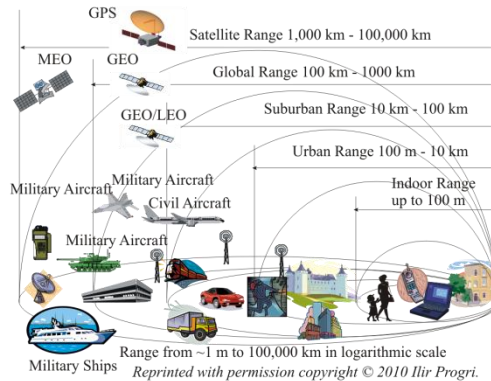 GPS
Satellite Range 1,000 km - 100,000 km
MEO
GEO
Global Range 100 km - 1000 km
Suburban Range 10 km - 100 km
GEO/LEO
Urban Range 100 m - 10 km
Military Aircraft
Military Aircraft
Civil Aircraft
Indoor Range
up to 100 m
Military Aircraft
Military Ships
Range from ~1 m to 100,000 km in logarithmic scale
Reprinted with permission copyright © 2010 Ilir Progri.